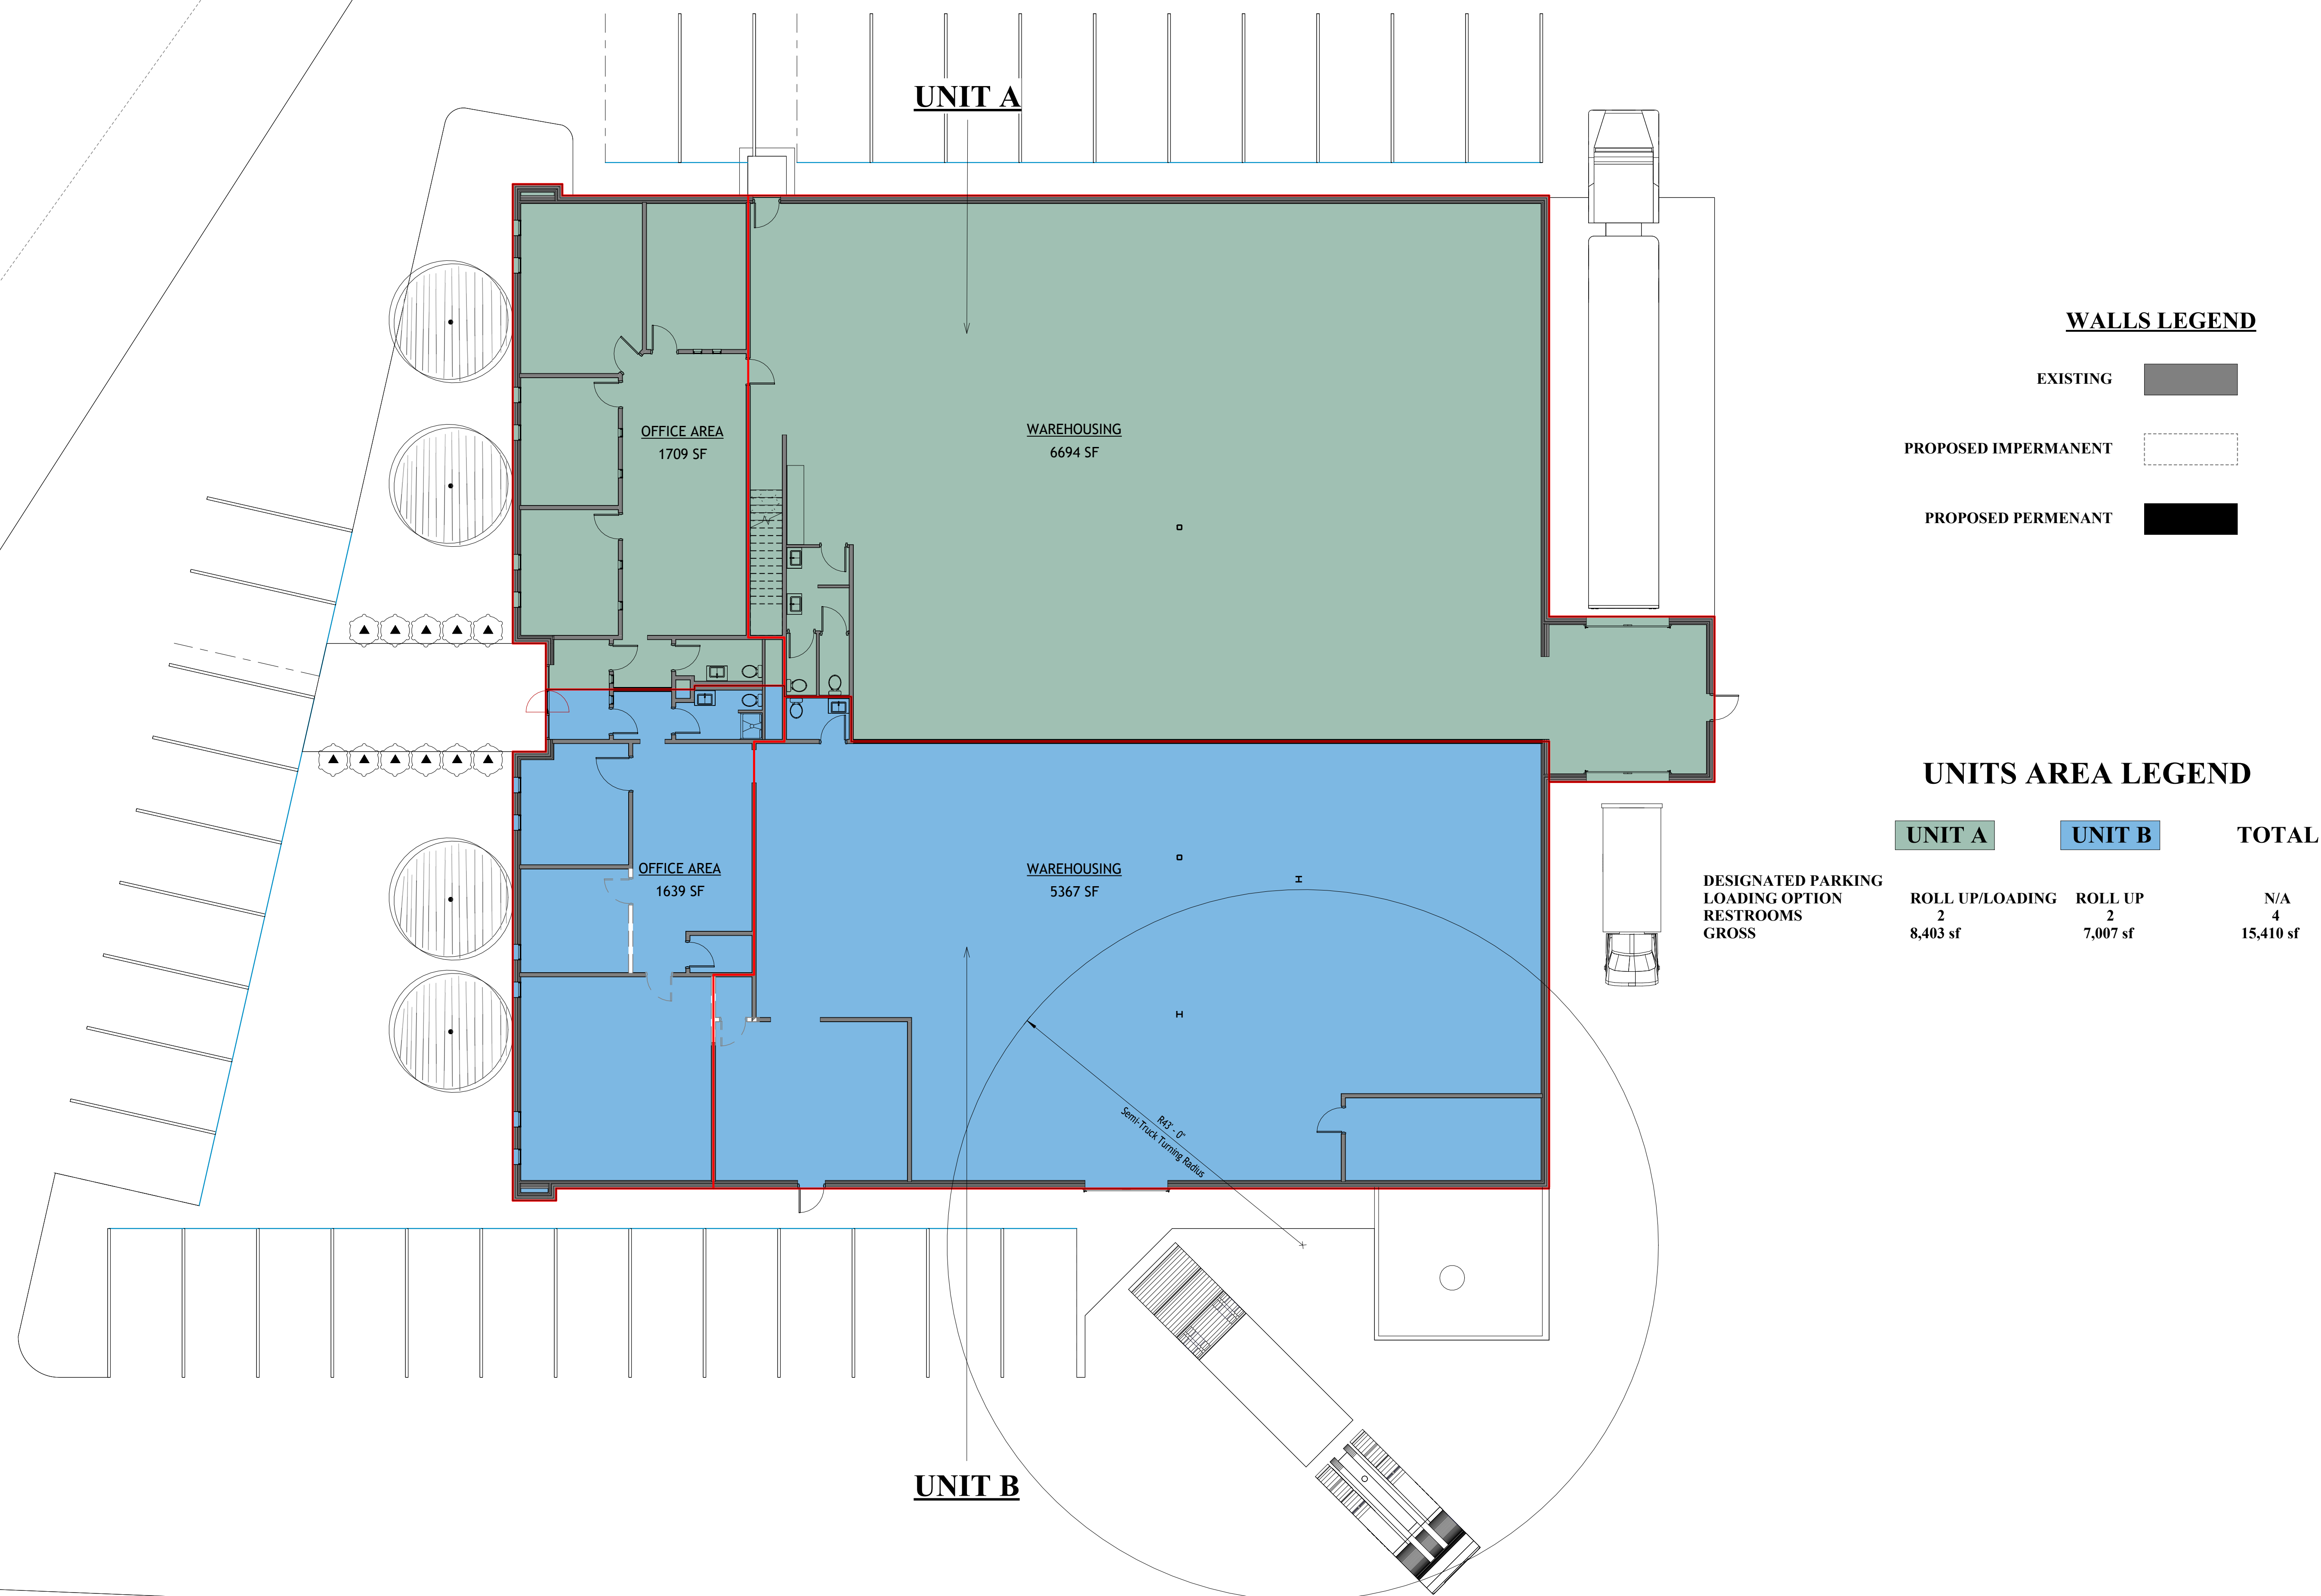 UNIT A
WALLS LEGEND
EXISTING
PROPOSED IMPERMANENT
PROPOSED PERMENANT
OFFICE AREA
1709 SF
WAREHOUSING
6694 SF
OFFICE AREA
1639 SF
WAREHOUSING
5367 SF
R43' - 0"
Semi-Truck Turning Radius
UNIT B
UNITS AREA LEGEND
UNIT A UNIT B TOTAL
DESIGNATED PARKING
LOADING OPTION ROLL UP/LOADING ROLL UP N/A
RESTROOMS 2 2 4
GROSS 8,403 sf 7,007 sf 15,410 sf